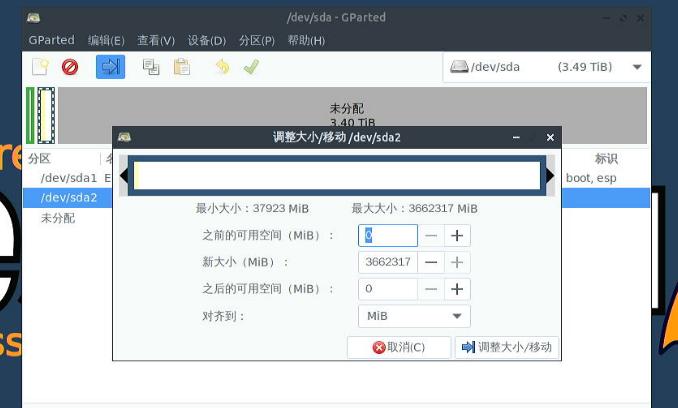 /dev/sda - GParted
GParted 编辑(E) 查看(V) 设备(D) 分区(P) 帮助(H)
/dev/sda (3.49 TiB)
未分配
3.40 TiB
调整大小/移动 /dev/sda2
分区 标识
/dev/sda1 E boot, esp
/dev/sda2
未分配
最小大小：37923 MiB 最大大小：3662317 MiB
之前的可用空间（MiB）： 0
新大小（MiB）： 3662317
之后的可用空间（MiB）： 0
对齐到： MiB
取消(C) 调整大小/移动